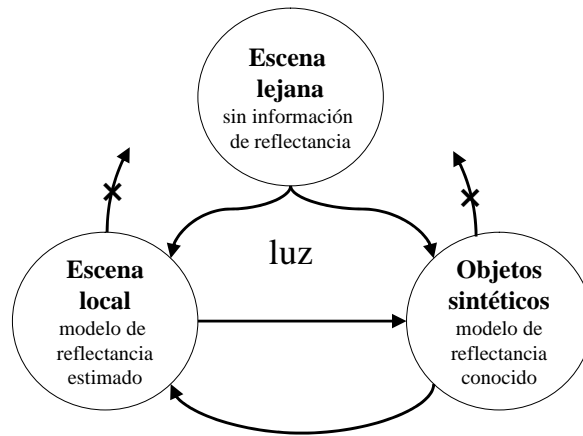 Escena
lejana
sin información
de reflectancia
luz
Escena
local
modelo de
reflectancia
estimado
Objetos
sintéticos
modelo de
reflectancia
conocido